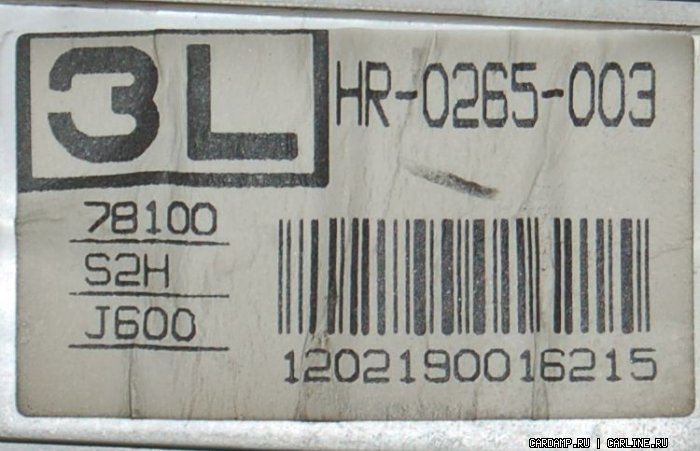 3L
HR-0265-003
78100
S2H
J600
1202190016215
CARDAMP.RU | CARLINE.RU